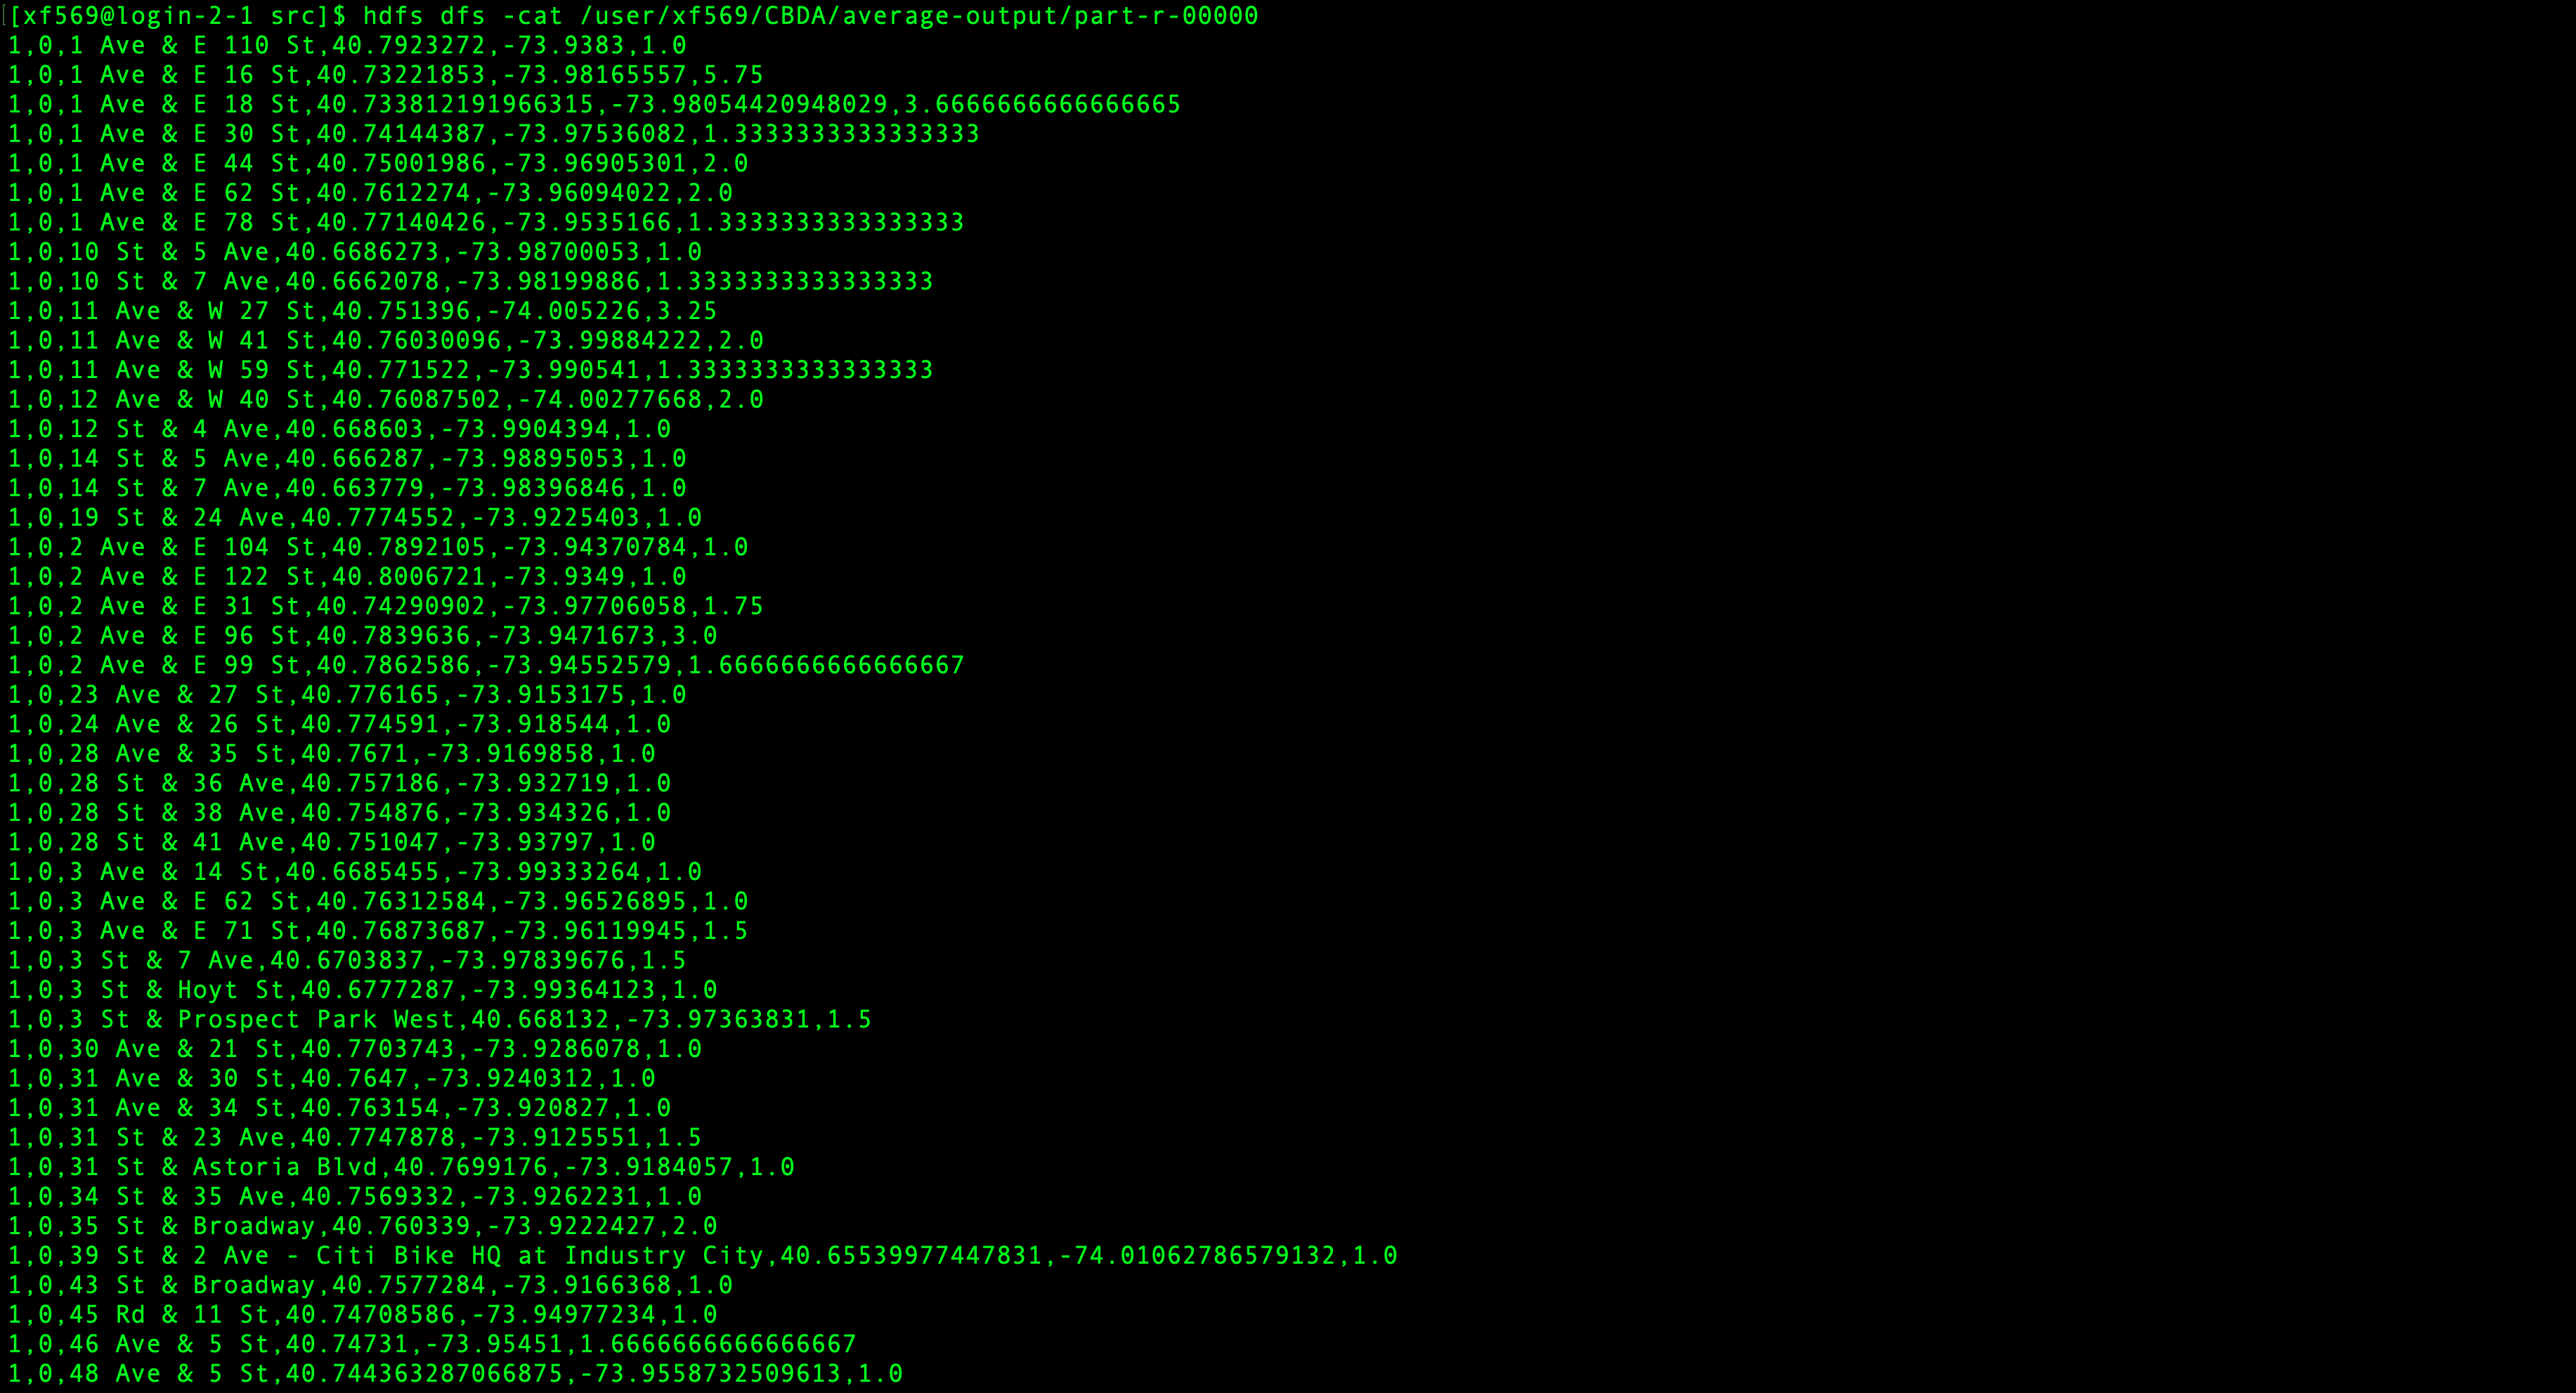 [[xf569@login-2-1 src]$ hdfs dfs -cat /user/xf569/CBDA/average-output/part-r-00000
1,0,1 Ave & E 110 St,40.7923272,-73.9383,1.0
1,0,1 Ave & E 16 St,40.73221853,-73.98165557,5.75
1,0,1 Ave & E 18 St,40.733812191966315,-73.98054420948029,3.6666666666666665
1,0,1 Ave & E 30 St,40.74144387,-73.97536082,1.3333333333333333
1,0,1 Ave & E 44 St,40.75001986,-73.96905301,2.0
1,0,1 Ave & E 62 St,40.7612274,-73.96094022,2.0
1,0,1 Ave & E 78 St,40.77140426,-73.9535166,1.3333333333333333
1,0,10 St & 5 Ave,40.6686273,-73.98700053,1.0
1,0,10 St & 7 Ave,40.6662078,-73.98199886,1.3333333333333333
1,0,11 Ave & W 27 St,40.751396,-74.005226,3.25
1,0,11 Ave & W 41 St,40.76030096,-73.99884222,2.0
1,0,11 Ave & W 59 St,40.771522,-73.990541,1.3333333333333333
1,0,12 Ave & W 40 St,40.76087502,-74.00277668,2.0
1,0,12 St & 4 Ave,40.668603,-73.9904394,1.0
1,0,14 St & 5 Ave,40.666287,-73.98895053,1.0
1,0,14 St & 7 Ave,40.663779,-73.98396846,1.0
1,0,19 St & 24 Ave,40.7774552,-73.9225403,1.0
1,0,2 Ave & E 104 St,40.7892105,-73.94370784,1.0
1,0,2 Ave & E 122 St,40.8006721,-73.9349,1.0
1,0,2 Ave & E 31 St,40.74290902,-73.97706058,1.75
1,0,2 Ave & E 96 St,40.7839636,-73.9471673,3.0
1,0,2 Ave & E 99 St,40.7862586,-73.94552579,1.6666666666666667
1,0,23 Ave & 27 St,40.776165,-73.9153175,1.0
1,0,24 Ave & 26 St,40.774591,-73.918544,1.0
1,0,28 Ave & 35 St,40.7671,-73.9169858,1.0
1,0,28 St & 36 Ave,40.757186,-73.932719,1.0
1,0,28 St & 38 Ave,40.754876,-73.934326,1.0
1,0,28 St & 41 Ave,40.751047,-73.93797,1.0
1,0,3 Ave & 14 St,40.6685455,-73.99333264,1.0
1,0,3 Ave & E 62 St,40.76312584,-73.96526895,1.0
1,0,3 Ave & E 71 St,40.76873687,-73.96119945,1.5
1,0,3 St & 7 Ave,40.6703837,-73.97839676,1.5
1,0,3 St & Hoyt St,40.6777287,-73.99364123,1.0
1,0,3 St & Prospect Park West,40.668132,-73.97363831,1.5
1,0,30 Ave & 21 St,40.7703743,-73.9286078,1.0
1,0,31 Ave & 30 St,40.7647,-73.9240312,1.0
1,0,31 Ave & 34 St,40.763154,-73.920827,1.0
1,0,31 St & 23 Ave,40.7747878,-73.9125551,1.5
1,0,31 St & Astoria Blvd,40.7699176,-73.9184057,1.0
1,0,34 St & 35 Ave,40.7569332,-73.9262231,1.0
1,0,35 St & Broadway,40.760339,-73.9222427,2.0
1,0,39 St & 2 Ave - Citi Bike HQ at Industry City,40.65539977447831,-74.01062786579132,1.0
1,0,43 St & Broadway,40.7577284,-73.9166368,1.0
1,0,45 Rd & 11 St,40.74708586,-73.94977234,1.0
1,0,46 Ave & 5 St,40.74731,-73.95451,1.6666666666666667
1,0,48 Ave & 5 St,40.744363287066875,-73.9558732509613,1.0